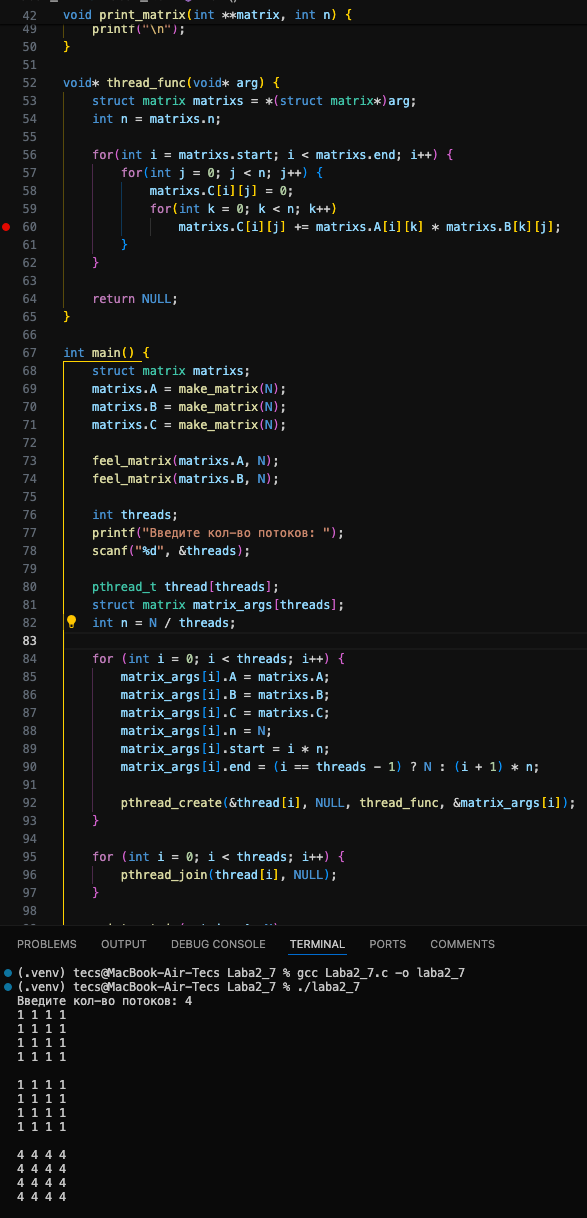 42 void print_matrix(int **matrix, int n) {
49 printf("\n");
50 }
51
52 void* thread_func(void* arg) {
53 struct matrix matrixs = *(struct matrix*)arg;
54 int n = matrixs.n;
55
56 for(int i = matrixs.start; i < matrixs.end; i++) {
57 for(int j = 0; j < n; j++) {
58 matrixs.C[i][j] = 0;
59 for(int k = 0; k < n; k++)
60 matrixs.C[i][j] += matrixs.A[i][k] * matrixs.B[k][j];
61 }
62 }
63
64 return NULL;
65 }
66
67 int main() {
68 struct matrix matrixs;
69 matrixs.A = make_matrix(N);
70 matrixs.B = make_matrix(N);
71 matrixs.C = make_matrix(N);
72
73 feel_matrix(matrixs.A, N);
74 feel_matrix(matrixs.B, N);
75
76 int threads;
77 printf("Введите кол-во потоков: ");
78 scanf("%d", &threads);
79
80 pthread_t thread[threads];
81 struct matrix matrix_args[threads];
82 int n = N / threads;
83
84 for (int i = 0; i < threads; i++) {
85 matrix_args[i].A = matrixs.A;
86 matrix_args[i].B = matrixs.B;
87 matrix_args[i].C = matrixs.C;
88 matrix_args[i].n = N;
89 matrix_args[i].start = i * n;
90 matrix_args[i].end = (i == threads - 1) ? N : (i + 1) * n;
91
92 pthread_create(&thread[i], NULL, thread_func, &matrix_args[i]);
93 }
94
95 for (int i = 0; i < threads; i++) {
96 pthread_join(thread[i], NULL);
97 }
98
PROBLEMS OUTPUT DEBUG CONSOLE TERMINAL PORTS COMMENTS
(.venv) tecs@MacBook-Air-Tecs Laba2_7 % gcc Laba2_7.c -o laba2_7
(.venv) tecs@MacBook-Air-Tecs Laba2_7 % ./laba2_7
Введите кол-во потоков: 4
1 1 1 1
1 1 1 1
1 1 1 1
1 1 1 1

1 1 1 1
1 1 1 1
1 1 1 1
1 1 1 1

4 4 4 4
4 4 4 4
4 4 4 4
4 4 4 4